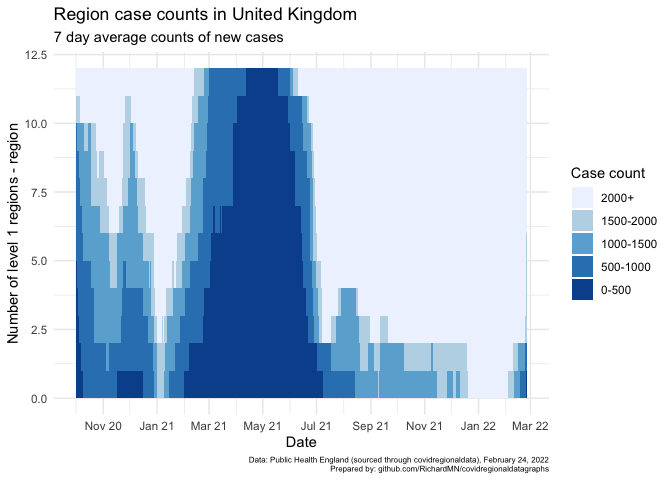 Region case counts in United Kingdom
7 day average counts of new cases
Number of level 1 regions - region
12.5
10.0
7.5
5.0
2.5
0.0
Nov 20 Jan 21 Mar 21 May 21 Jul 21 Sep 21 Nov 21 Jan 22 Mar 22
Date
Case count
2000+
1500-2000
1000-1500
500-1000
0-500
Data: Public Health England (sourced through covidregionaldata), February 24, 2022
Prepared by: github.com/RichardMN/covidregionaldatagraphs